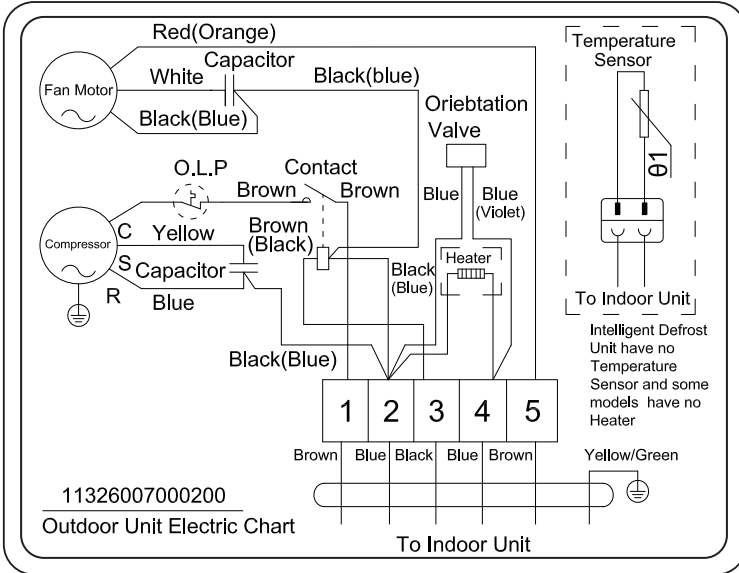 Red(Orange)
Capacitor
White
Black(blue)
Fan Motor
Black(Blue)
Oriebtation
Valve
O.L.P
Contact
Brown
Brown
Blue
Blue
(Violet)
Compressor
C
Yellow
Brown
(Black)
S
Capacitor
R
Blue
Black
(Blue)
Heater
Black(Blue)
1 2 3 4 5
Brown Blue Black Blue Brown
Yellow/Green
11326007000200
Outdoor Unit Electric Chart
To Indoor Unit
Temperature
Sensor
θ1
To Indoor Unit
Intelligent Defrost
Unit have no
Temperature
Sensor and some
models have no
Heater